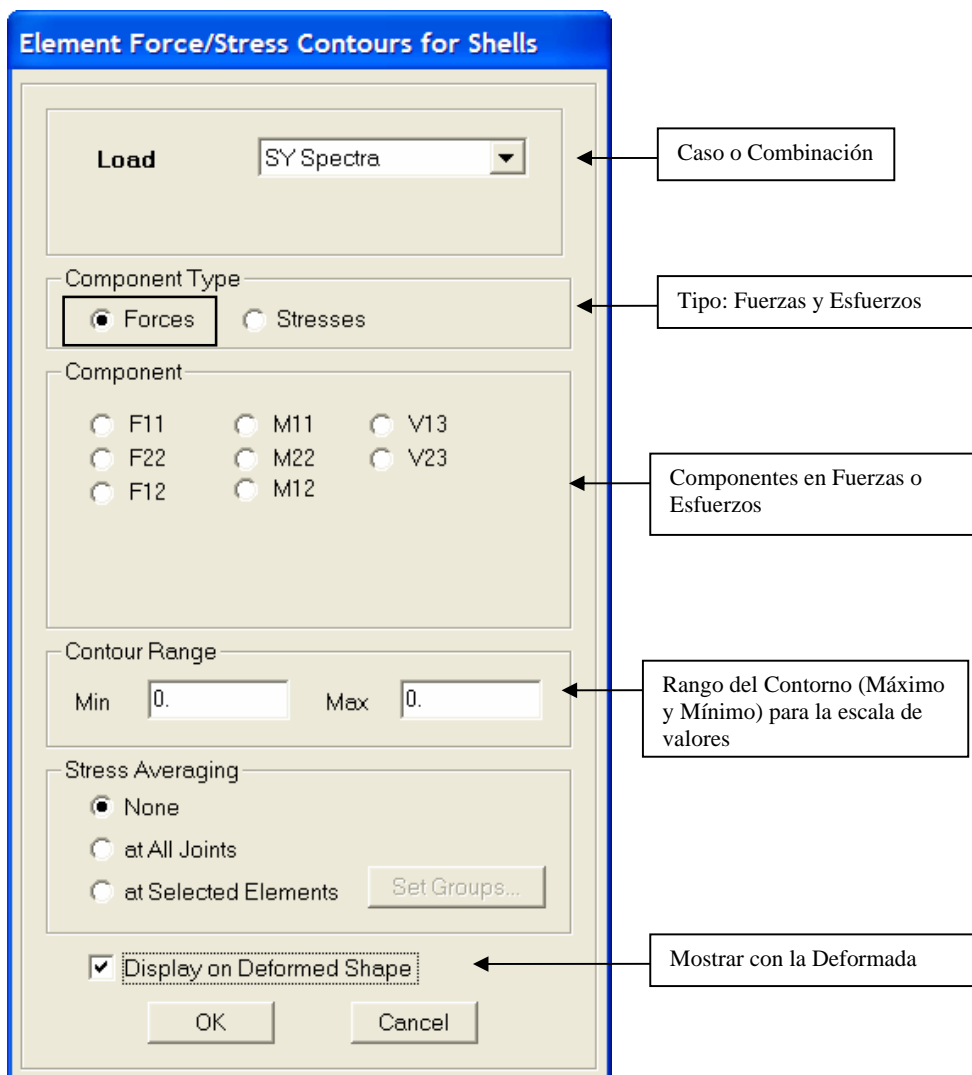 Element Force/Stress Contours for Shells
Load
SY Spectra
Caso o Combinación
Component Type
Forces
Stresses
Tipo: Fuerzas y Esfuerzos
Component
F11
M11
V13
F22
M22
V23
F12
M12
Componentes en Fuerzas o
Esfuerzos
Contour Range
Min
0.
Max
0.
Rango del Contorno (Máximo
y Mínimo) para la escala de
valores
Stress Averaging
None
at All Joints
at Selected Elements
Set Groups...
Display on Deformed Shape
Mostrar con la Deformada
OK
Cancel